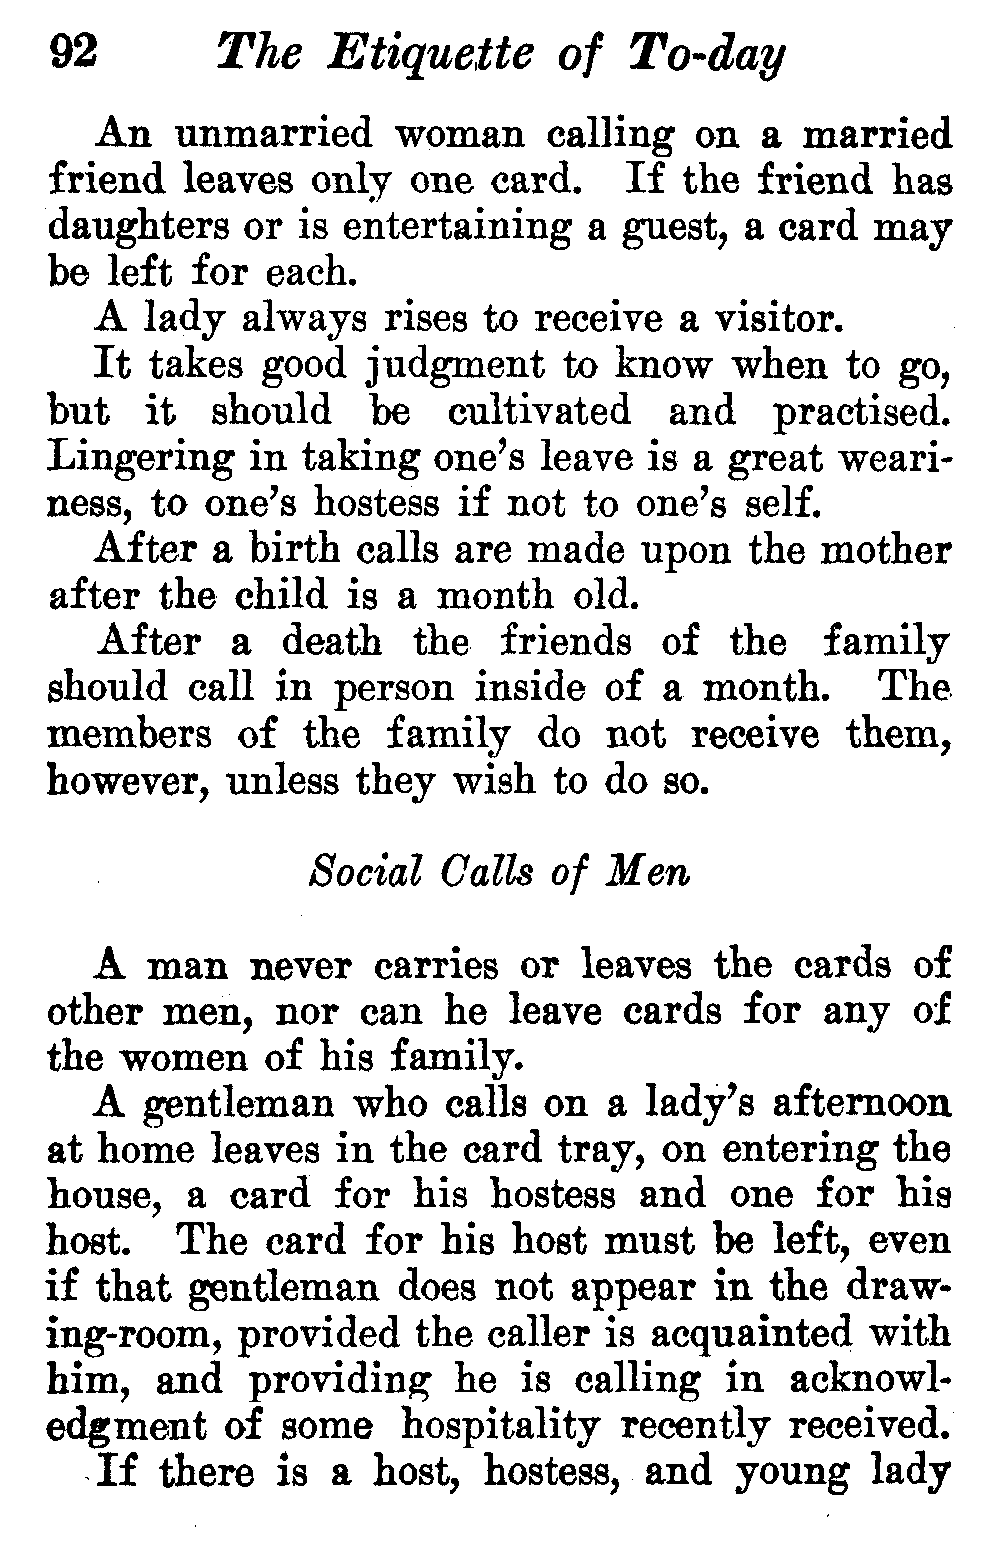 92 The Etiquette of To-day
An unmarried woman calling on a married
friend leaves only one card. If the friend has
daughters or is entertaining a guest, a card may
be left for each.
A lady always rises to receive a visitor.
It takes good judgment to know when to go,
but it should be cultivated and practised.
Lingering in taking one's leave is a great weari-
ness, to one's hostess if not to one's self.
After a birth calls are made upon the mother
after the child is a month old.
After a death the friends of the family
should call in person inside of a month. The
members of the family do not receive them,
however, unless they wish to do so.
Social Calls of Men
A man never carries or leaves the cards of
other men, nor can he leave cards for any of
the women of his family.
A gentleman who calls on a lady's afternoon
at home leaves in the card tray, on entering the
house, a card for his hostess and one for his
host. The card for his host must be left, even
if that gentleman does not appear in the draw-
ing-room, provided the caller is acquainted with
him, and providing he is calling in acknowl-
edgment of some hospitality recently received.
If there is a host, hostess, and young lady